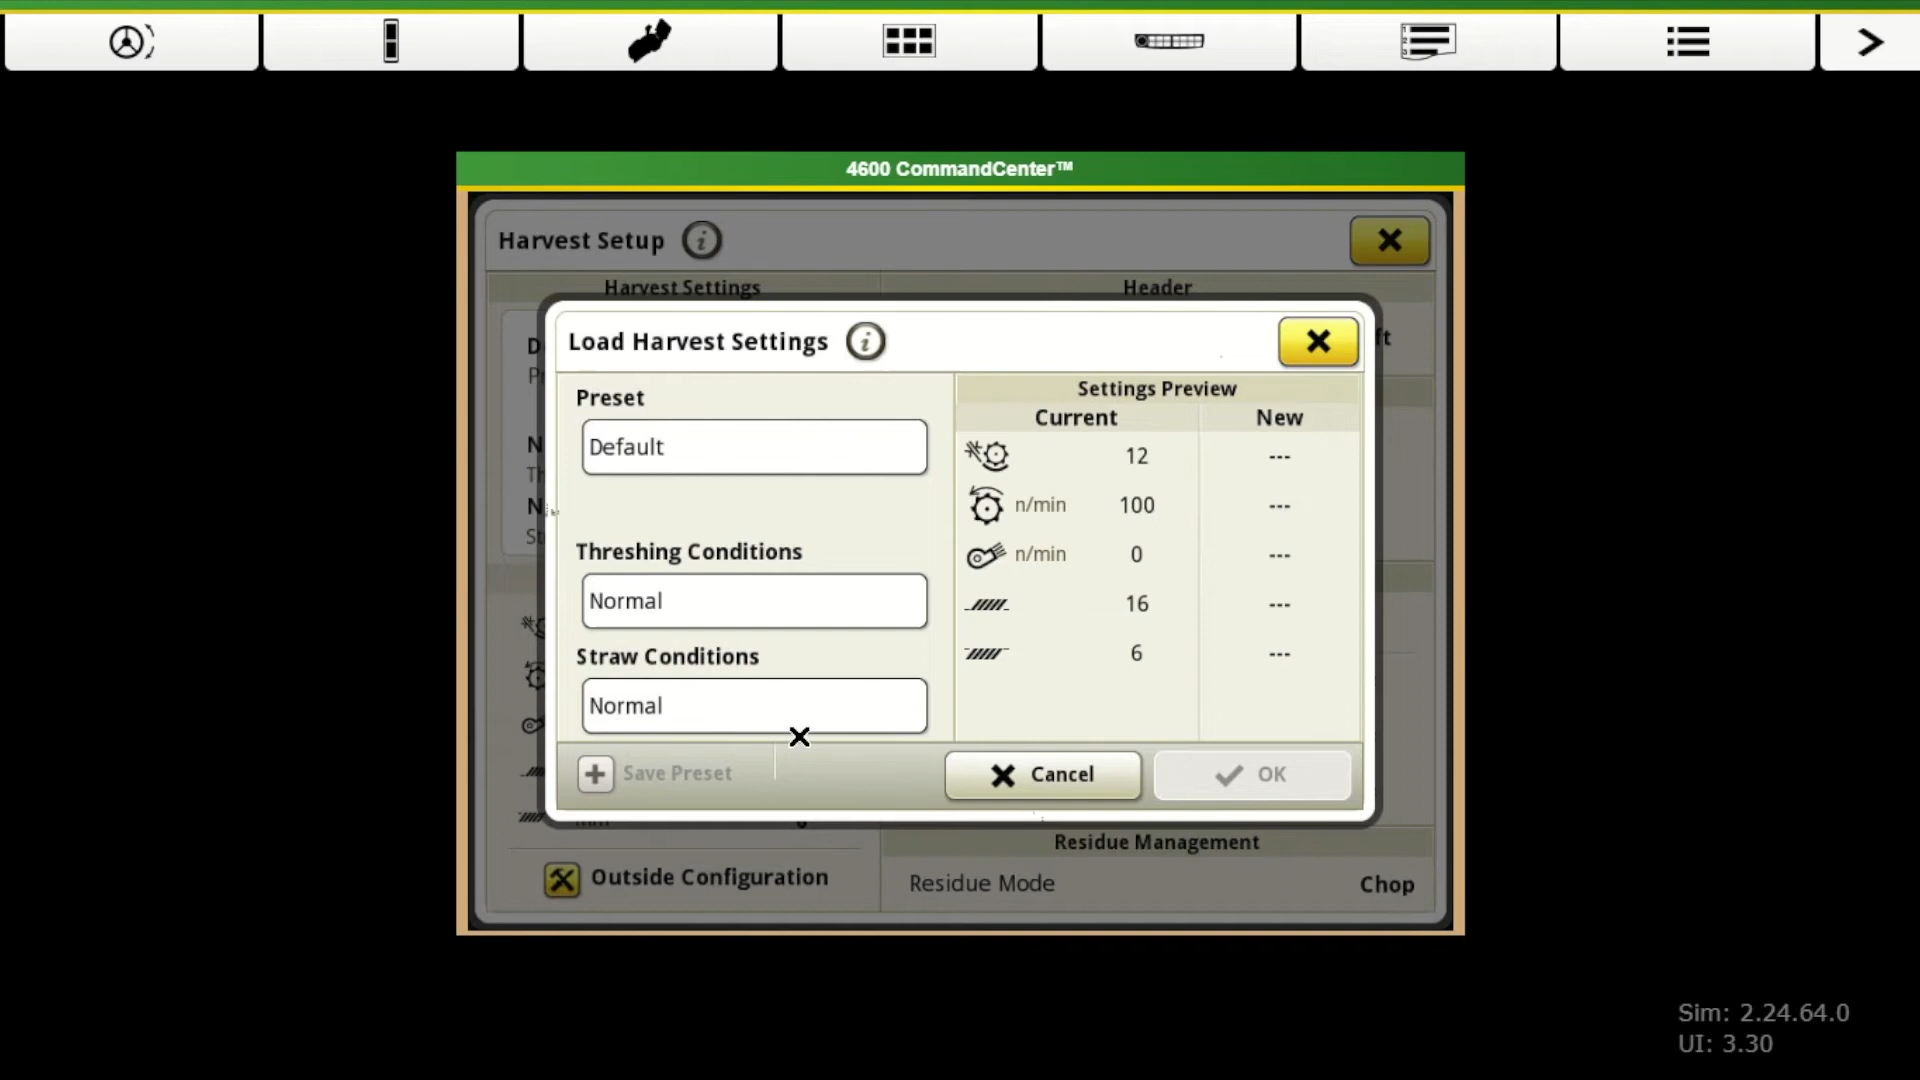 4600 CommandCenter™
Harvest Setup
Harvest Settings
Header
Load Harvest Settings
ft
Preset
Default
Threshing Conditions
Normal
Straw Conditions
Normal
Settings Preview
Current New
12 ---
n/min 100 ---
n/min 0 ---
16 ---
6 ---
Save Preset
Cancel
OK
Outside Configuration
Residue Management
Residue Mode Chop
Sim: 2.24.64.0
UI: 3.30